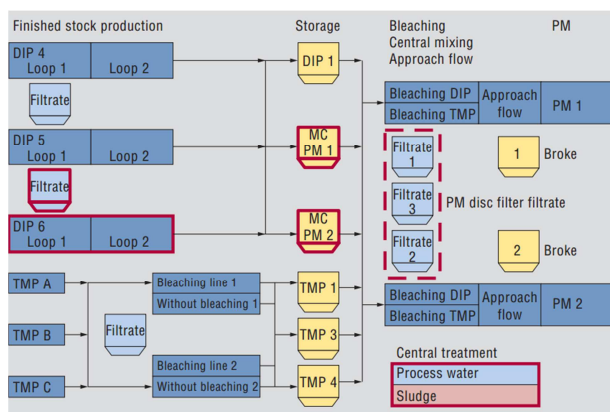 Finished stock production
Storage
Bleaching
Central mixing
Approach flow
PM
DIP 4
Loop 1
Loop 2
Filtrate
DIP 5
Loop 1
Loop 2
Filtrate
DIP 6
Loop 1
Loop 2
TMP A
TMP B
TMP C
Filtrate
Bleaching line 1
Without bleaching 1
Bleaching line 2
Without bleaching 2
DIP 1
MC
PM 1
MC
PM 2
TMP 1
TMP 3
TMP 4
Bleaching DIP
Bleaching TMP
Approach
flow
PM 1
Filtrate
1
Filtrate
3
Filtrate
2
PM disc filter filtrate
1
Broke
2
Broke
Bleaching DIP
Bleaching TMP
Approach
flow
PM 2
Central treatment
Process water
Sludge